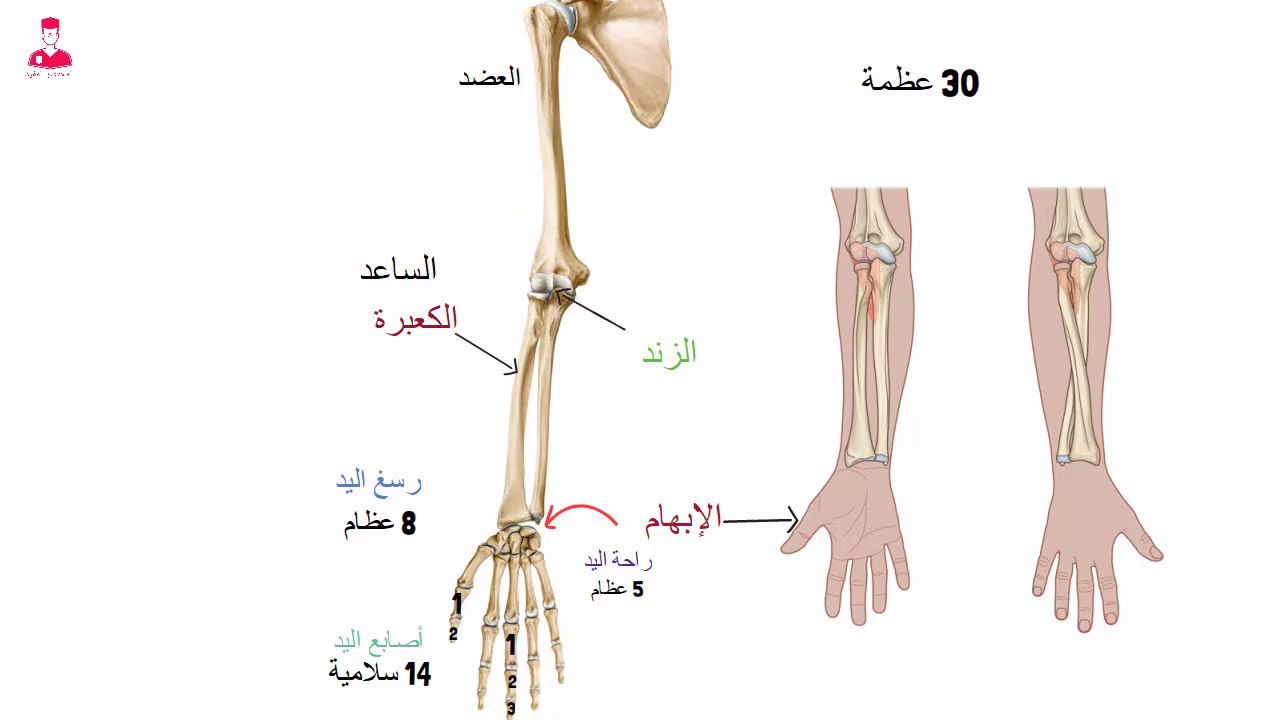 30 عظمة
العضد
الساعد
الكعبرة
الزند
رسغ اليد
8 عظام
الإبهام
راحة اليد
5 عظام
أصابع اليد
14 سلامية
1
2
1
2
3